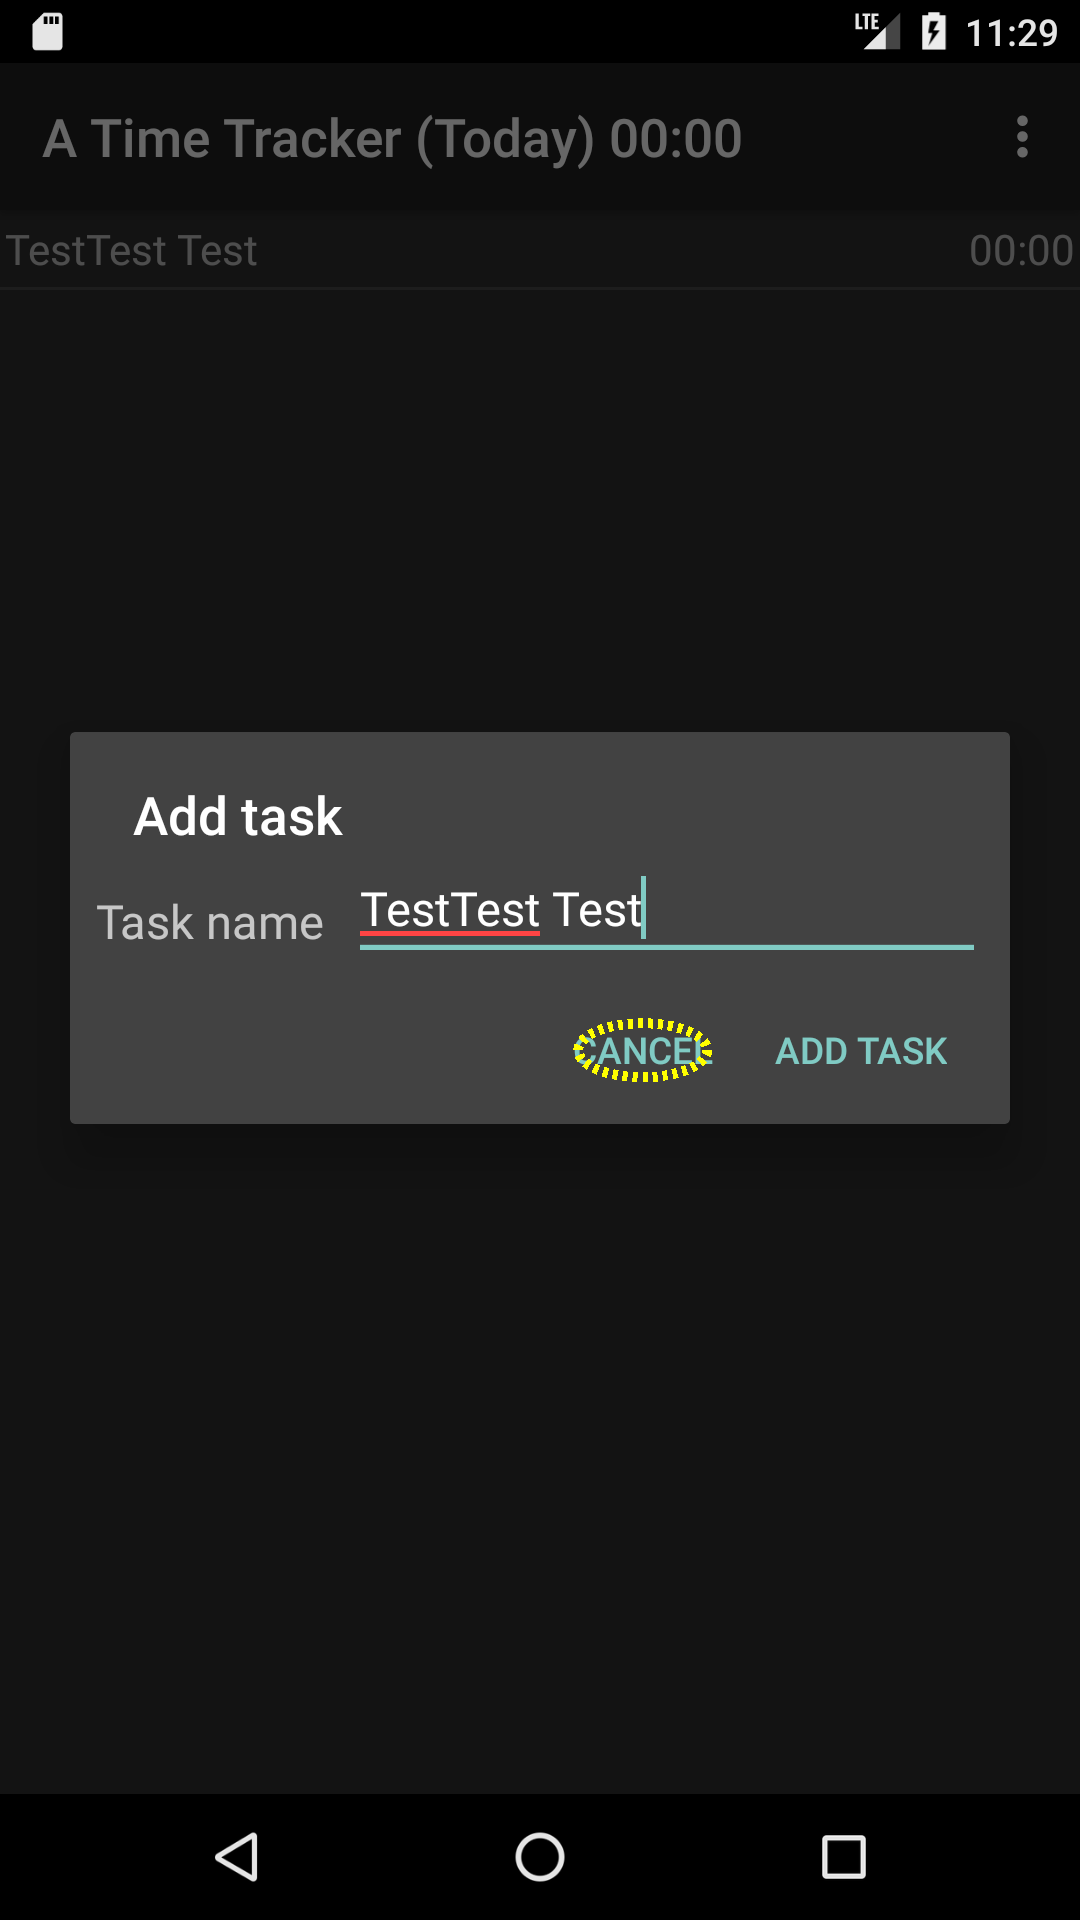 LTE 11:29
A Time Tracker (Today) 00:00
TestTest Test 00:00
Add task
Task name TestTest Test
CANCEL ADD TASK